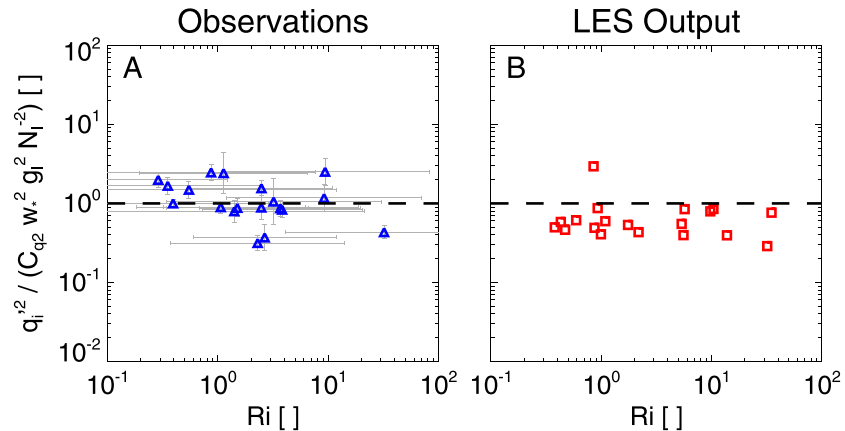 Observations
LES Output
A
B
q_i'^2 / (C_q2 w_*^2 g_I^2 N_I^-2) [ ]
10^2
10^1
10^0
10^-1
10^-2
10^-1 10^0 10^1 10^2
10^-1 10^0 10^1 10^2
Ri [ ]
Ri [ ]